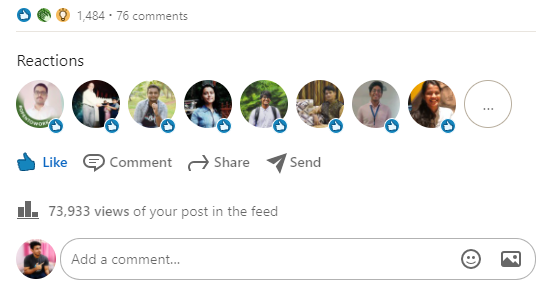 1,484 • 76 comments
Reactions
...
Like Comment Share Send
73,933 views of your post in the feed
Add a comment...